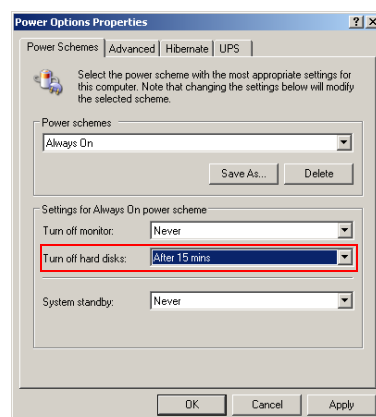 Power Options Properties
Power Schemes Advanced Hibernate UPS
Select the power scheme with the most appropriate settings for
this computer. Note that changing the settings below will modify
the selected scheme.
Power schemes
Always On
Save As... Delete
Settings for Always On power scheme
Turn off monitor: Never
Turn off hard disks: After 15 mins
System standby: Never
OK Cancel Apply